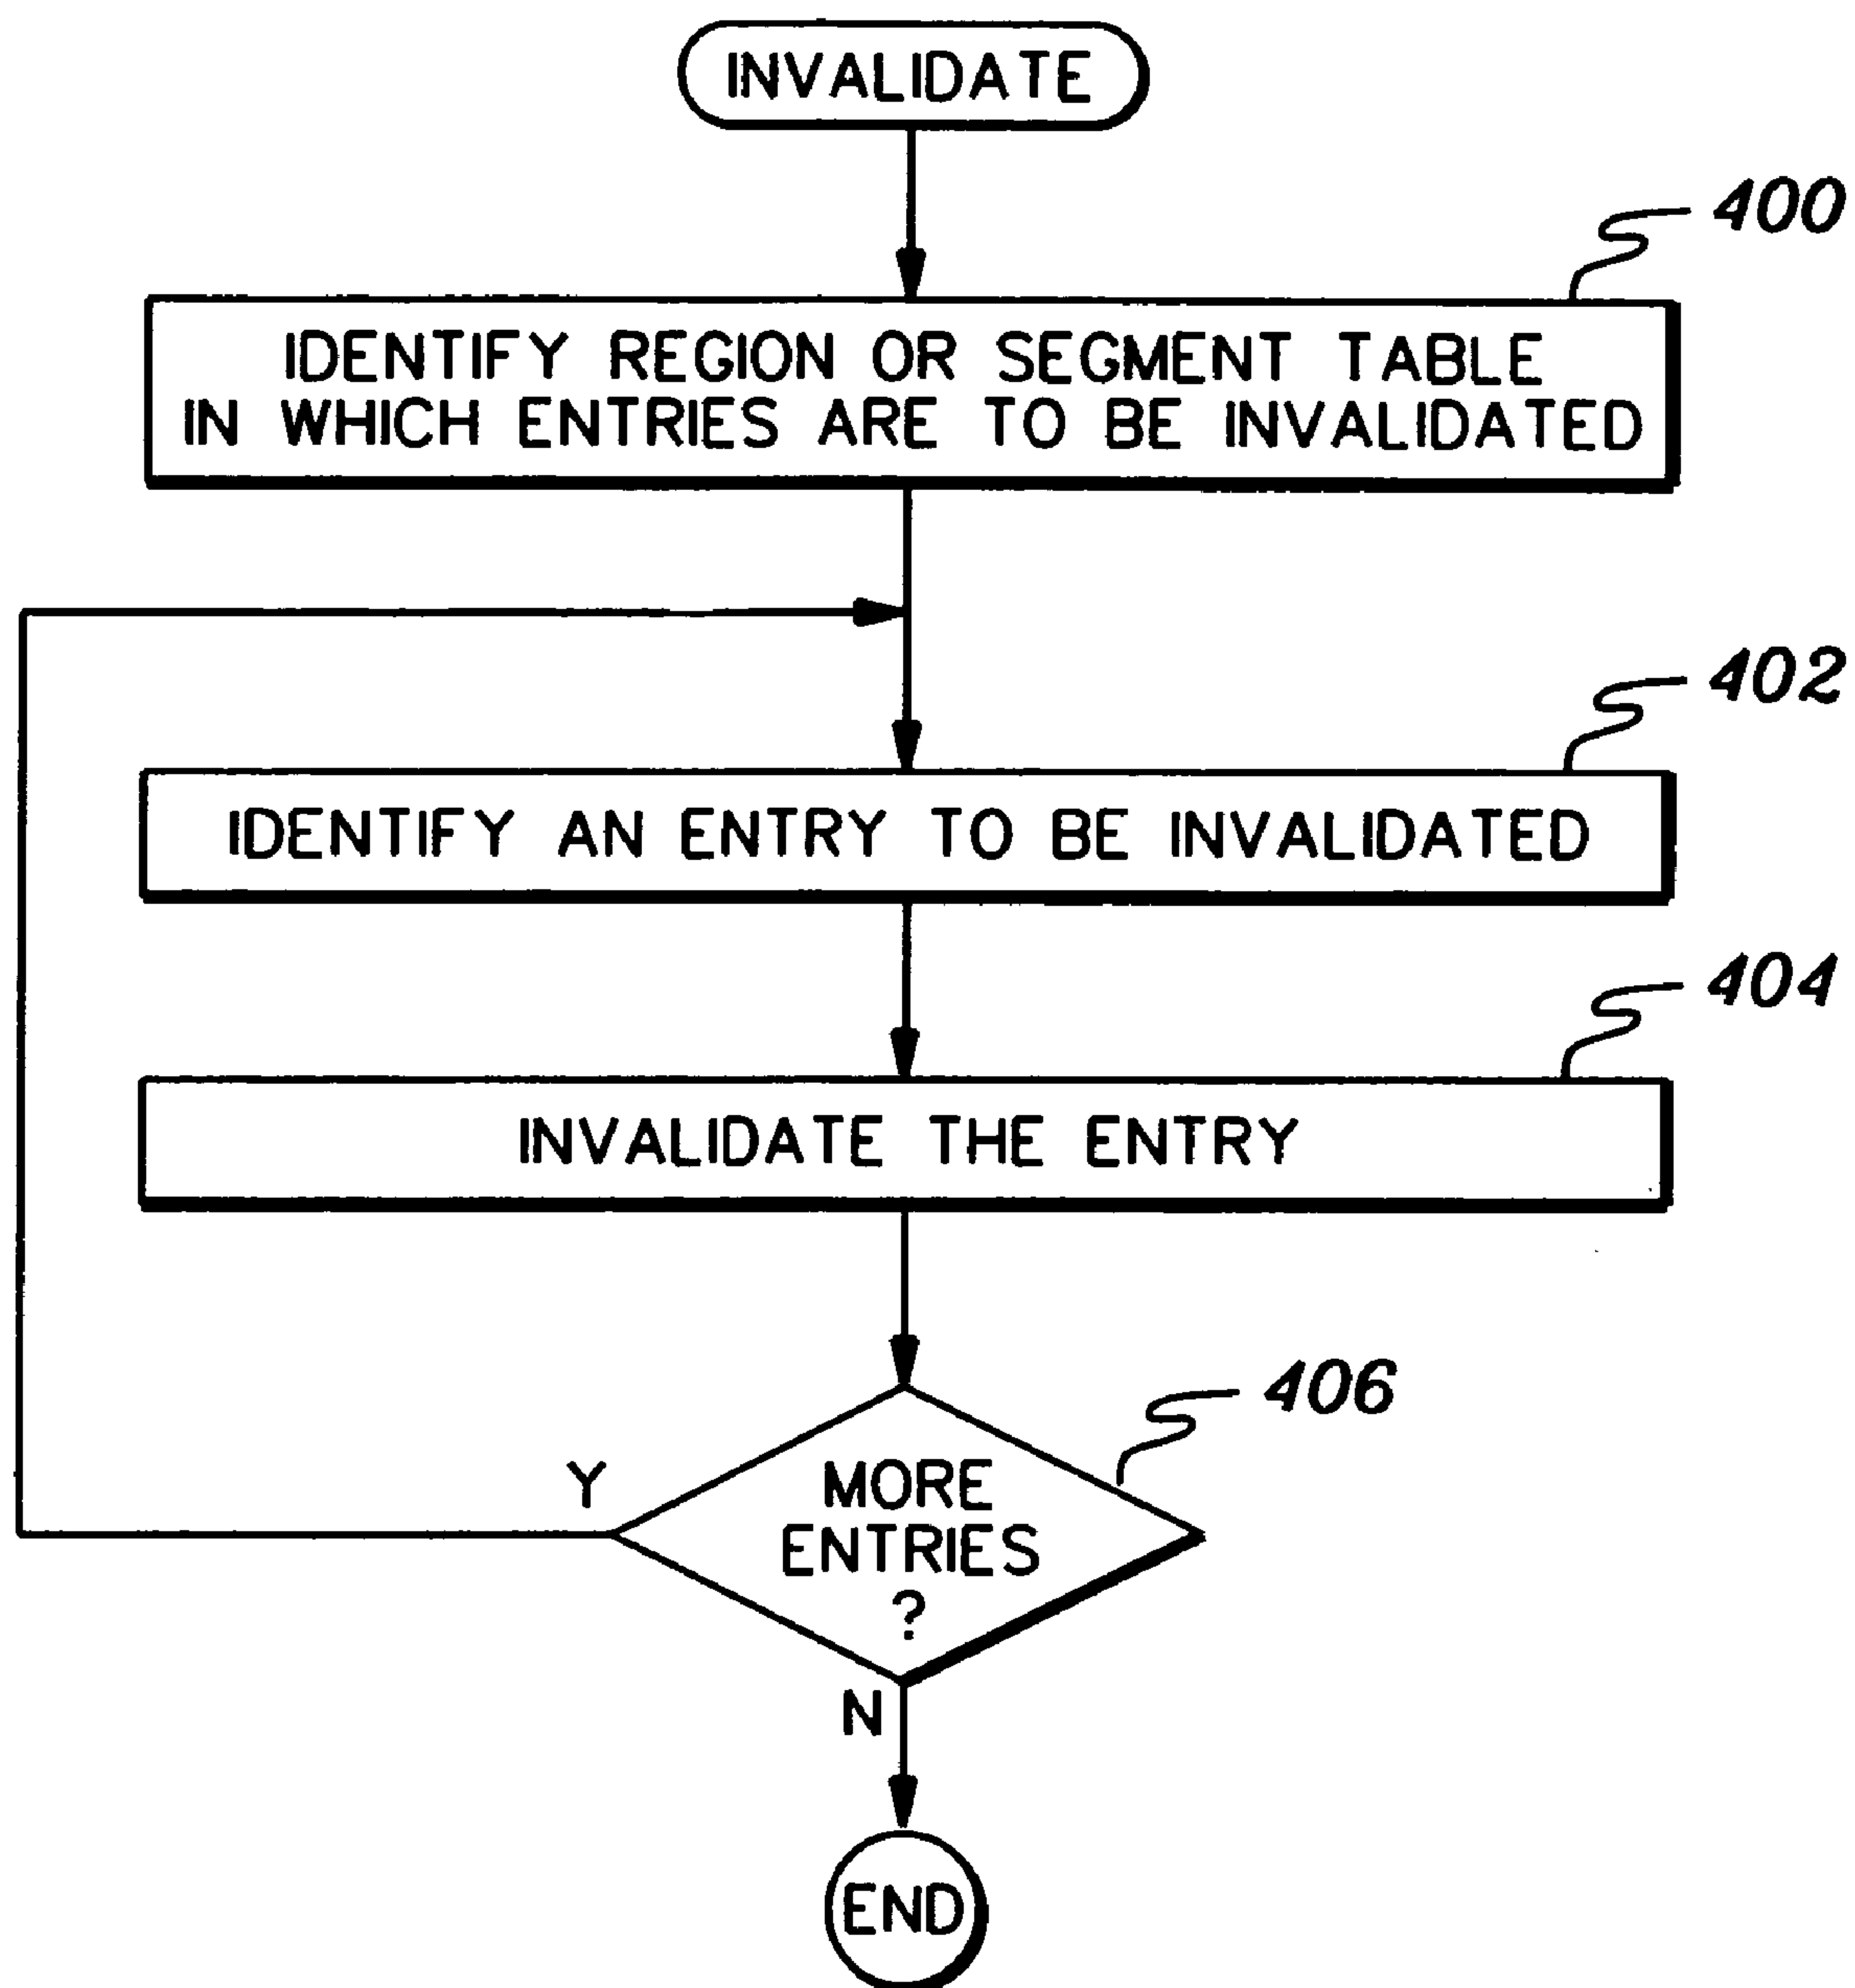 INVALIDATE
400
IDENTIFY REGION OR SEGMENT TABLE
IN WHICH ENTRIES ARE TO BE INVALIDATED
402
IDENTIFY AN ENTRY TO BE INVALIDATED
404
INVALIDATE THE ENTRY
406
MORE
ENTRIES
?
Y
N
END